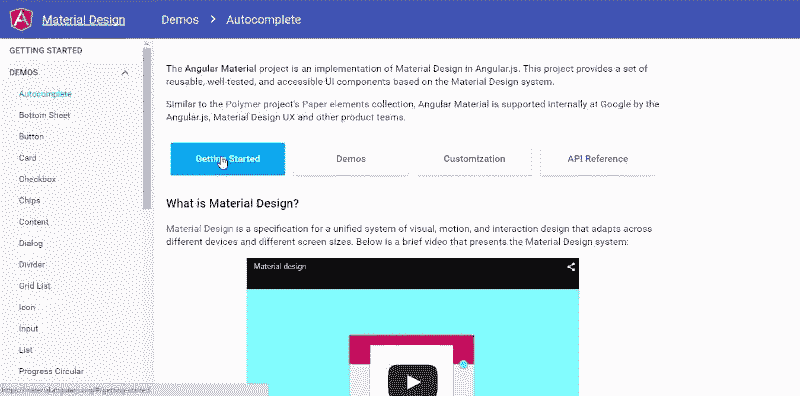 Material Design
Demos > Autocomplete
GETTING STARTED
DEMOS
Autocomplete
Bottom Sheet
Button
Card
Checkbox
Chips
Content
Dialog
Divider
Grid List
Icon
Input
List
Progress Circular
The Angular Material project is an implementation of Material Design in Angular.js. This project provides a set of
reusable, well-tested, and accessible UI components based on the Material Design system.
Similar to the Polymer project's Paper elements collection, Angular Material is supported internally at Google by the
Angular.js, Material Design UX and other product teams.
Getting Started
Demos
Customization
API Reference
What is Material Design?
Material Design is a specification for a unified system of visual, motion, and interaction design that adapts across
different devices and different screen sizes. Below is a brief video that presents the Material Design system:
Material design